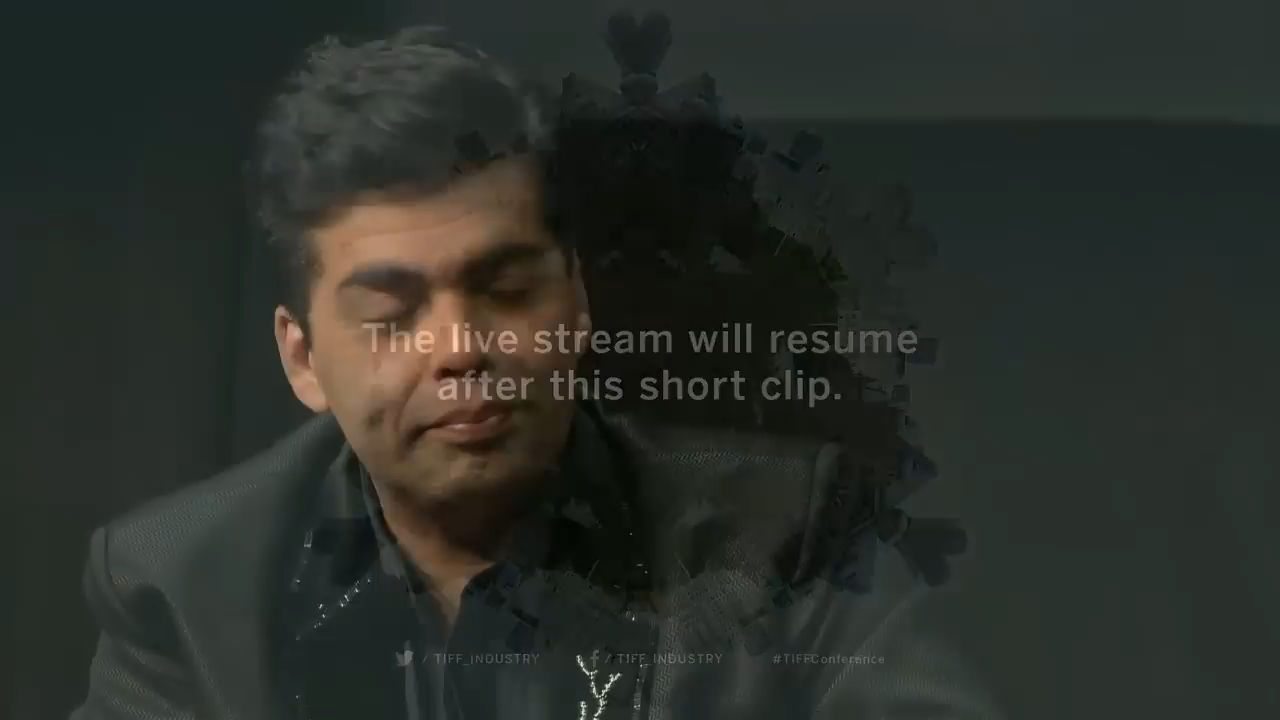 The live stream will resume
after this short clip.
/ TIFF_INDUSTRY / TIFF_INDUSTRY #TIFFConference